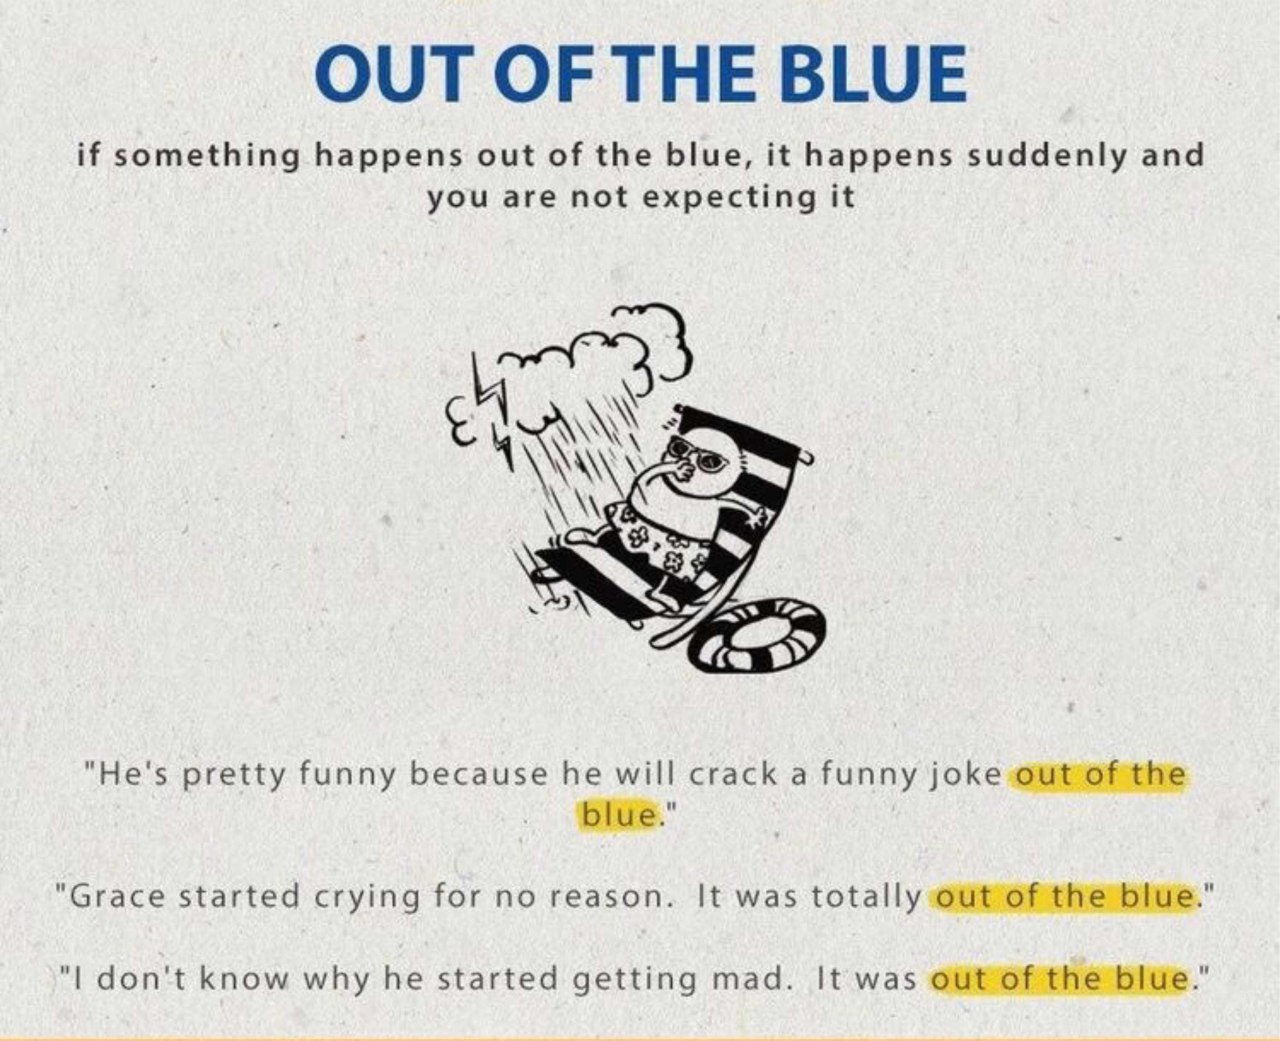 OUT OF THE BLUE
if something happens out of the blue, it happens suddenly and
you are not expecting it
"He's pretty funny because he will crack a funny joke out of the
blue."
"Grace started crying for no reason. It was totally out of the blue."
"I don't know why he started getting mad. It was out of the blue."